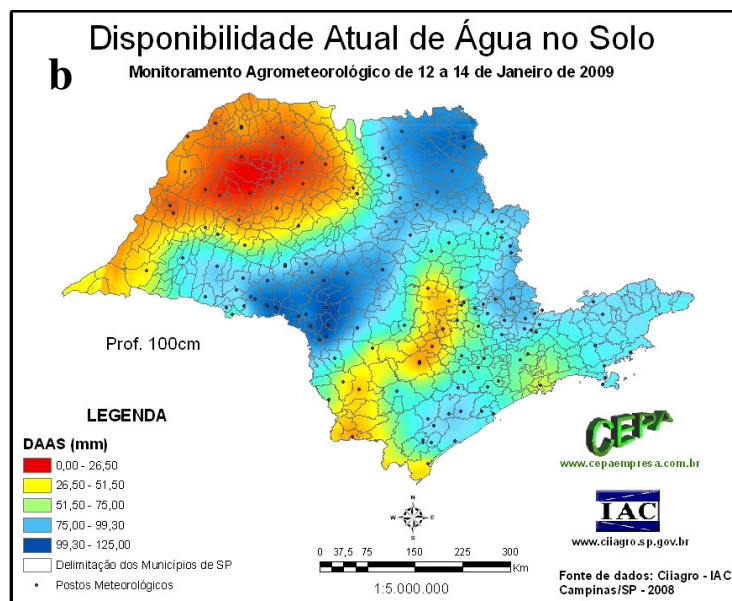 Disponibilidade Atual de Água no Solo
b
Monitoramento Agrometeorológico de 12 a 14 de Janeiro de 2009
Prof. 100cm
LEGENDA
DAAS (mm)
0,00 - 26,50
26,50 - 51,50
51,50 - 75,00
75,00 - 99,30
99,30 - 125,00
Delimitação dos Municípios de SP
Postos Meteorológicos
N
W E
S
0 37,5 75 150 225 300
Km
1:5.000.000
CEPA
www.cepaempresa.com.br
IAC
www.ciiagro.sp.gov.br
Fonte de dados: Ciiagro - IAC
Campinas/SP - 2008